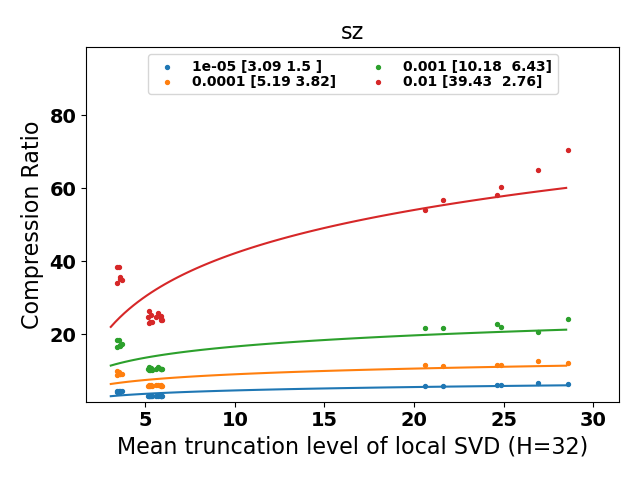 sz
1e-05 [3.09 1.5 ]
0.0001 [5.19 3.82]
0.001 [10.18  6.43]
0.01 [39.43  2.76]
Compression Ratio
80
60
40
20
5 10 15 20 25 30
Mean truncation level of local SVD (H=32)